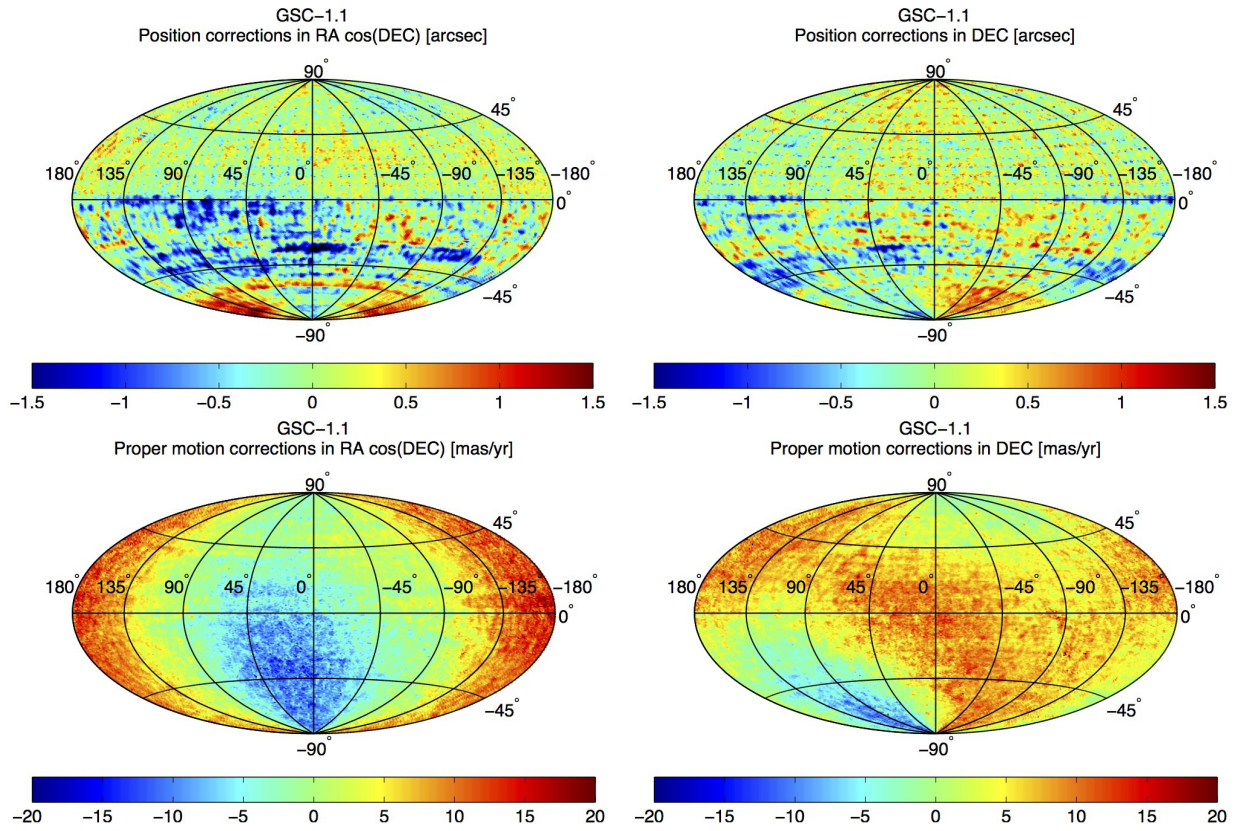 GSC−1.1
Position corrections in RA cos(DEC) [arcsec]
90°
45°
180° 135° 90° 45° 0° −45° −90° −135° −180°
0°
−45°
−90°
−1.5 −1 −0.5 0 0.5 1 1.5
GSC−1.1
Position corrections in DEC [arcsec]
90°
45°
180° 135° 90° 45° 0° −45° −90° −135° −180°
0°
−45°
−90°
−1.5 −1 −0.5 0 0.5 1 1.5
GSC−1.1
Proper motion corrections in RA cos(DEC) [mas/yr]
90°
45°
180° 135° 90° 45° 0° −45° −90° −135° −180°
0°
−45°
−90°
−20 −15 −10 −5 0 5 10 15 20
GSC−1.1
Proper motion corrections in DEC [mas/yr]
90°
45°
180° 135° 90° 45° 0° −45° −90° −135° −180°
0°
−45°
−90°
−20 −15 −10 −5 0 5 10 15 20